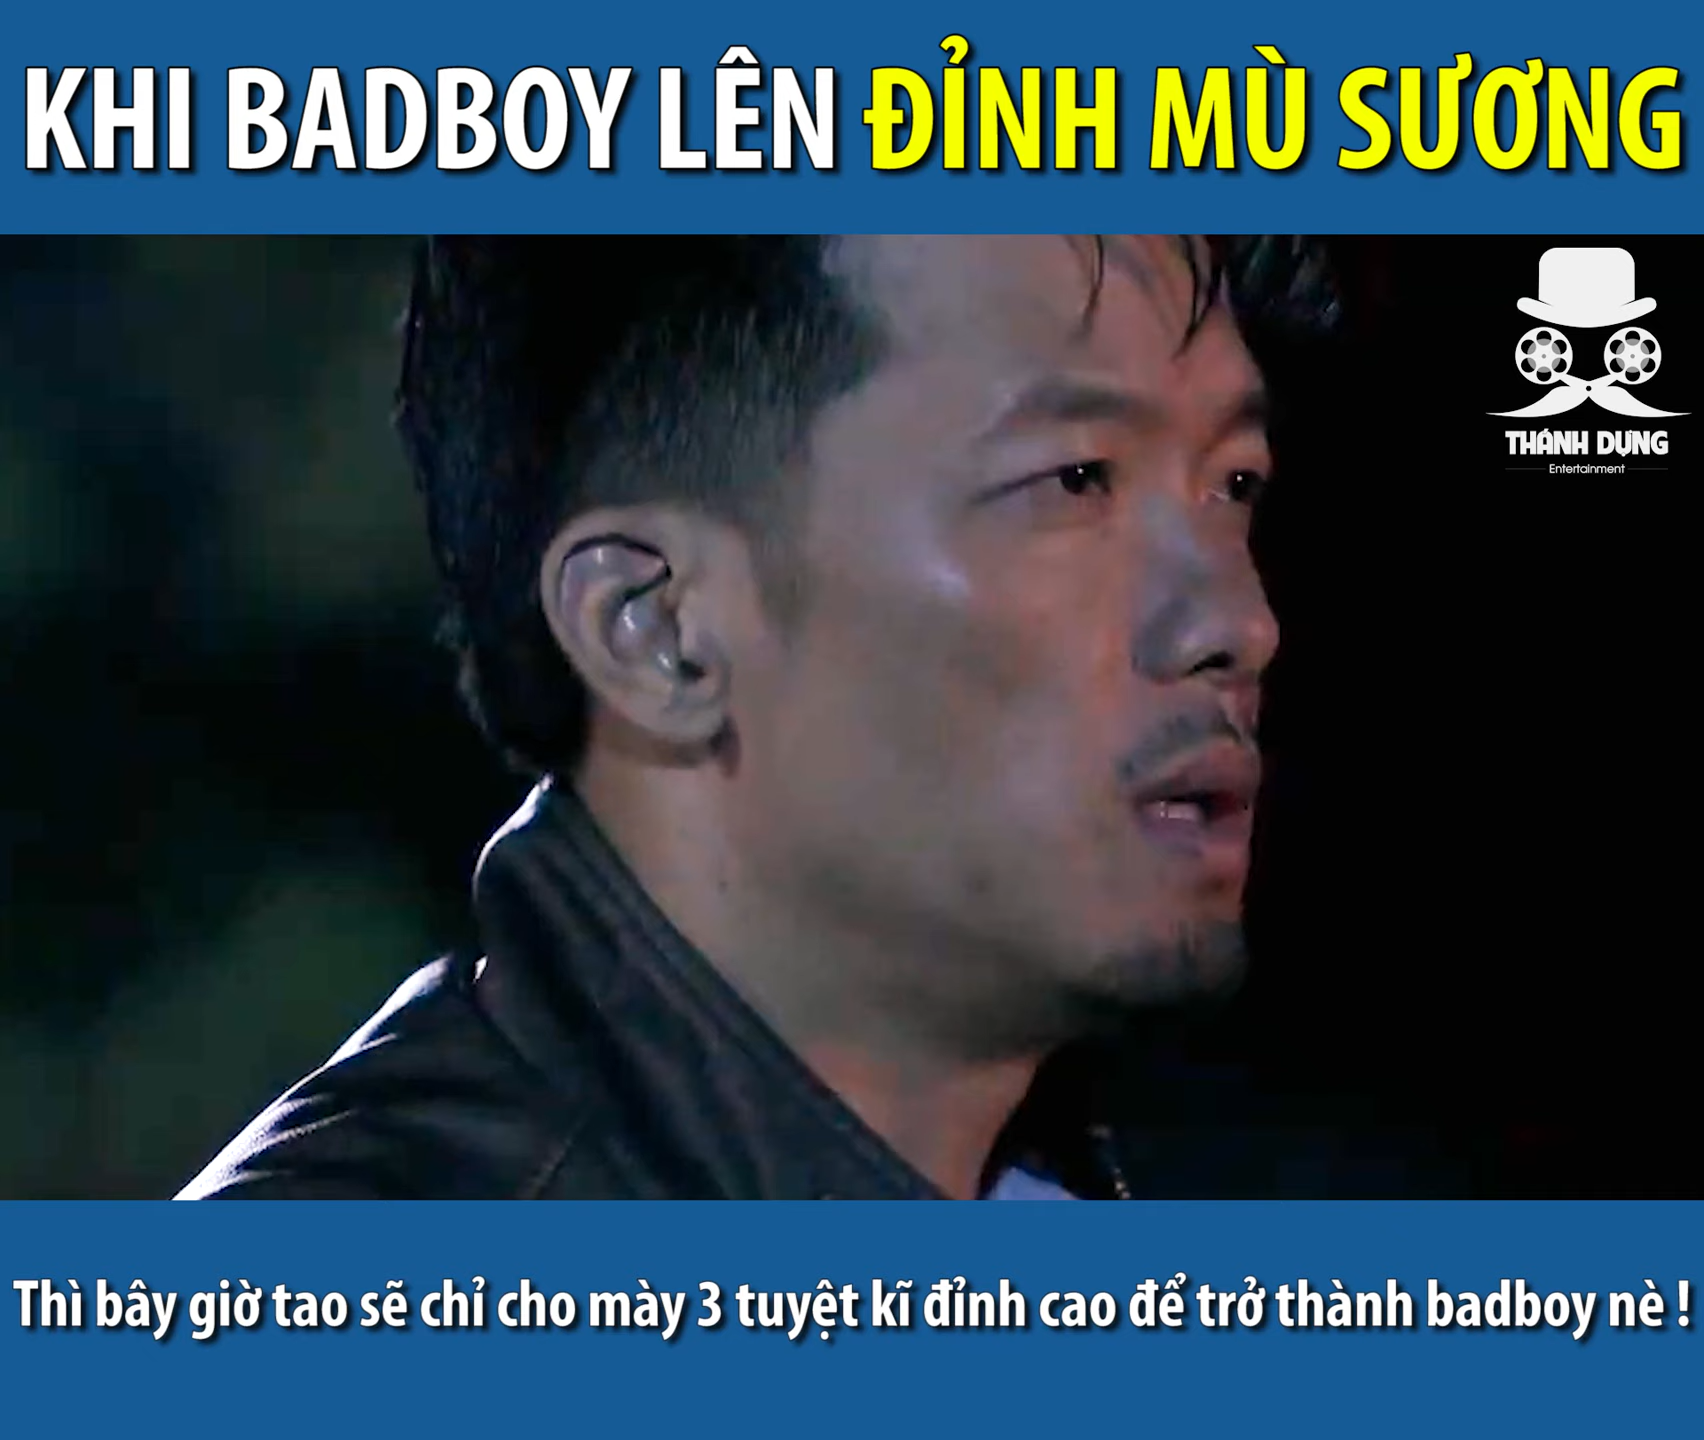 KHI BADBOY LÊN ĐỈNH MÙ SƯƠNG
THÁNH DỰNG
Entertainment
Thì bây giờ tao sẽ chỉ cho mày 3 tuyệt kĩ đỉnh cao để trở thành badboy nè !